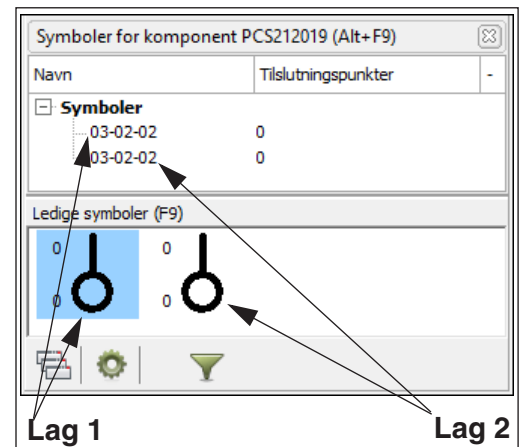 Symboler for komponent PCS212019 (Alt+F9)
Navn Tilslutningspunkter -
Symboler
03-02-02 0
03-02-02 0
Ledige symboler (F9)
0 0
0 0
Lag 1 Lag 2